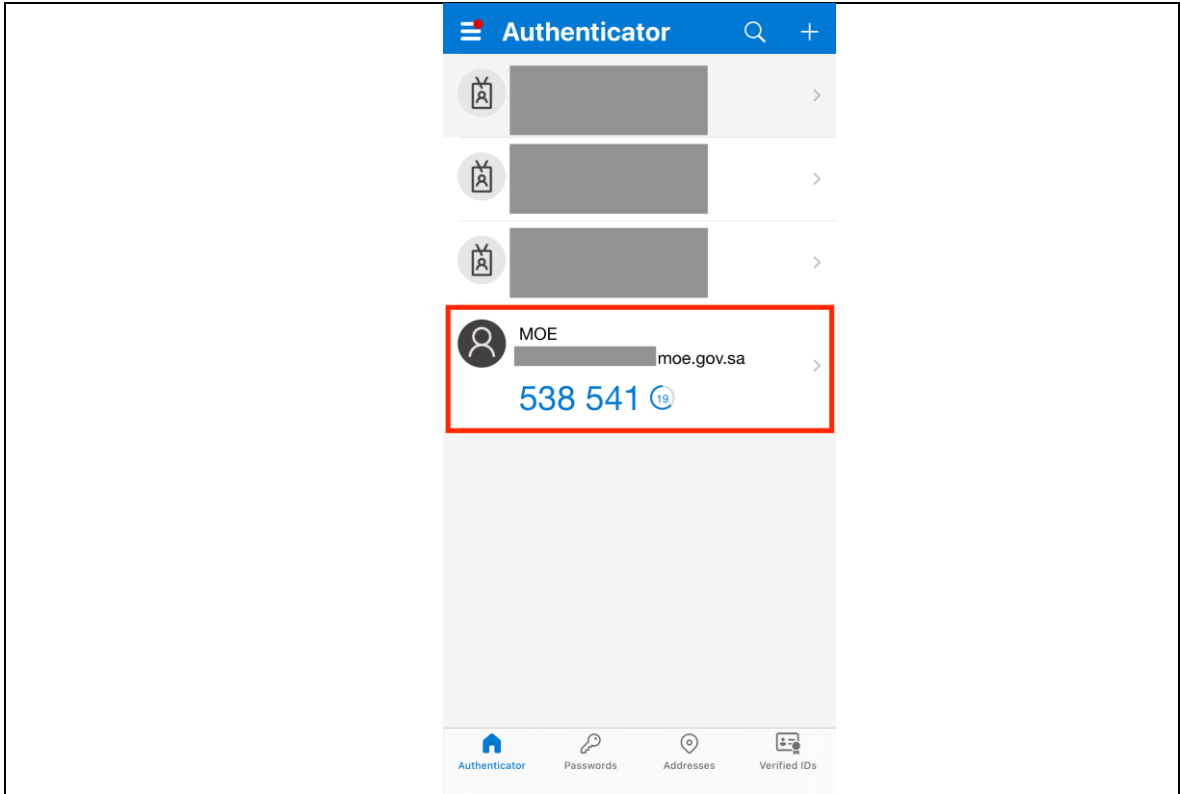 Authenticator
MOE
moe.gov.sa
538 541 19
Authenticator Passwords Addresses Verified IDs